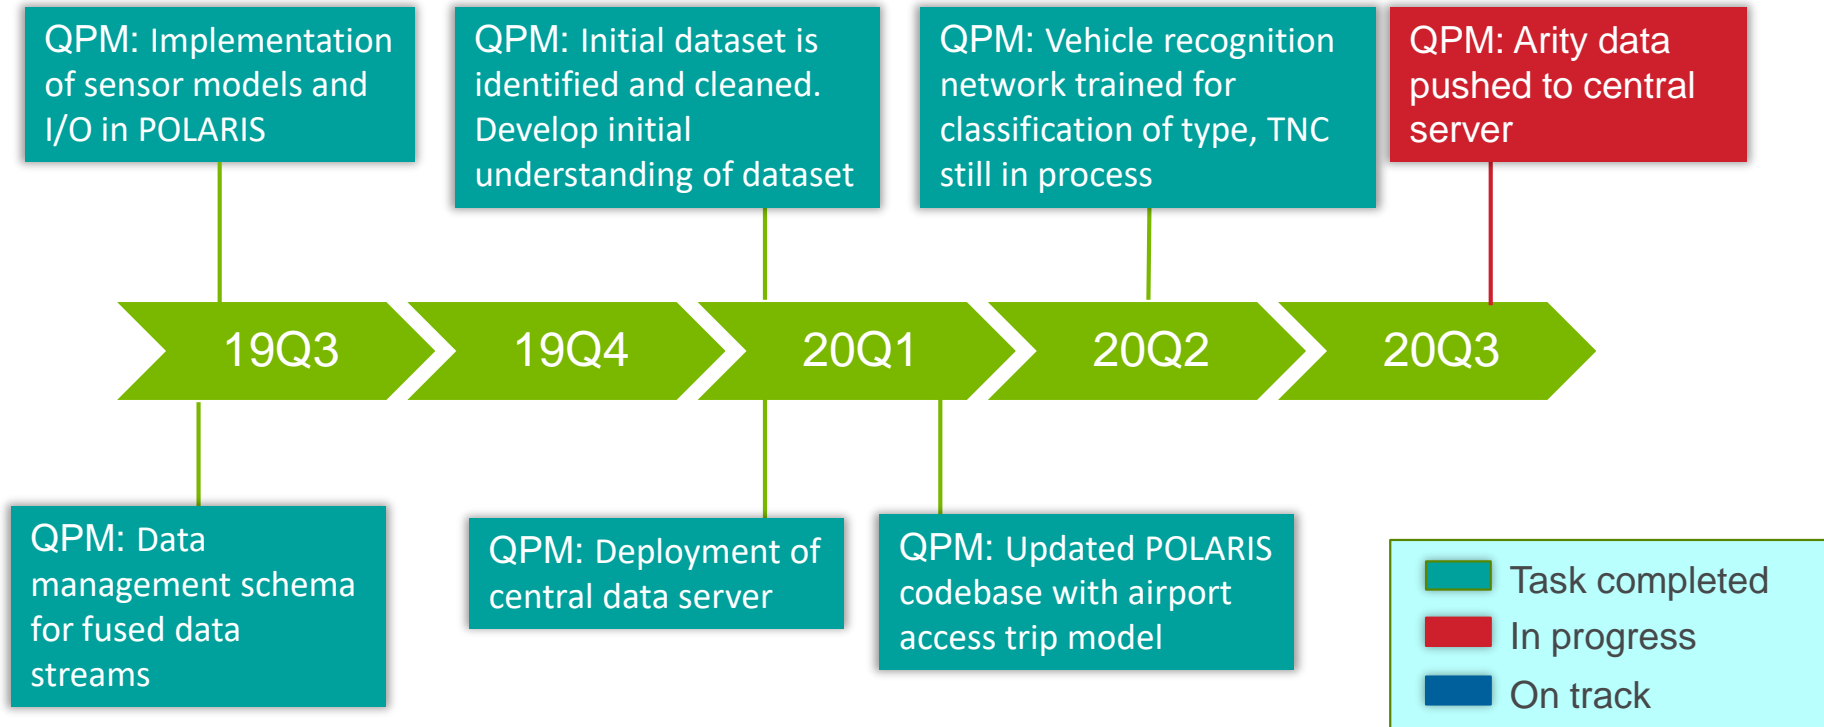 QPM: Implementation
of sensor models and
I/O in POLARIS
QPM: Initial dataset is
identified and cleaned.
Develop initial
understanding of dataset
QPM: Vehicle recognition
network trained for
classification of type, TNC
still in process
QPM: Arity data
pushed to central
server
19Q3
19Q4
20Q1
20Q2
20Q3
QPM: Data
management schema
for fused data
streams
QPM: Deployment of
central data server
QPM: Updated POLARIS
codebase with airport
access trip model
Task completed
In progress
On track